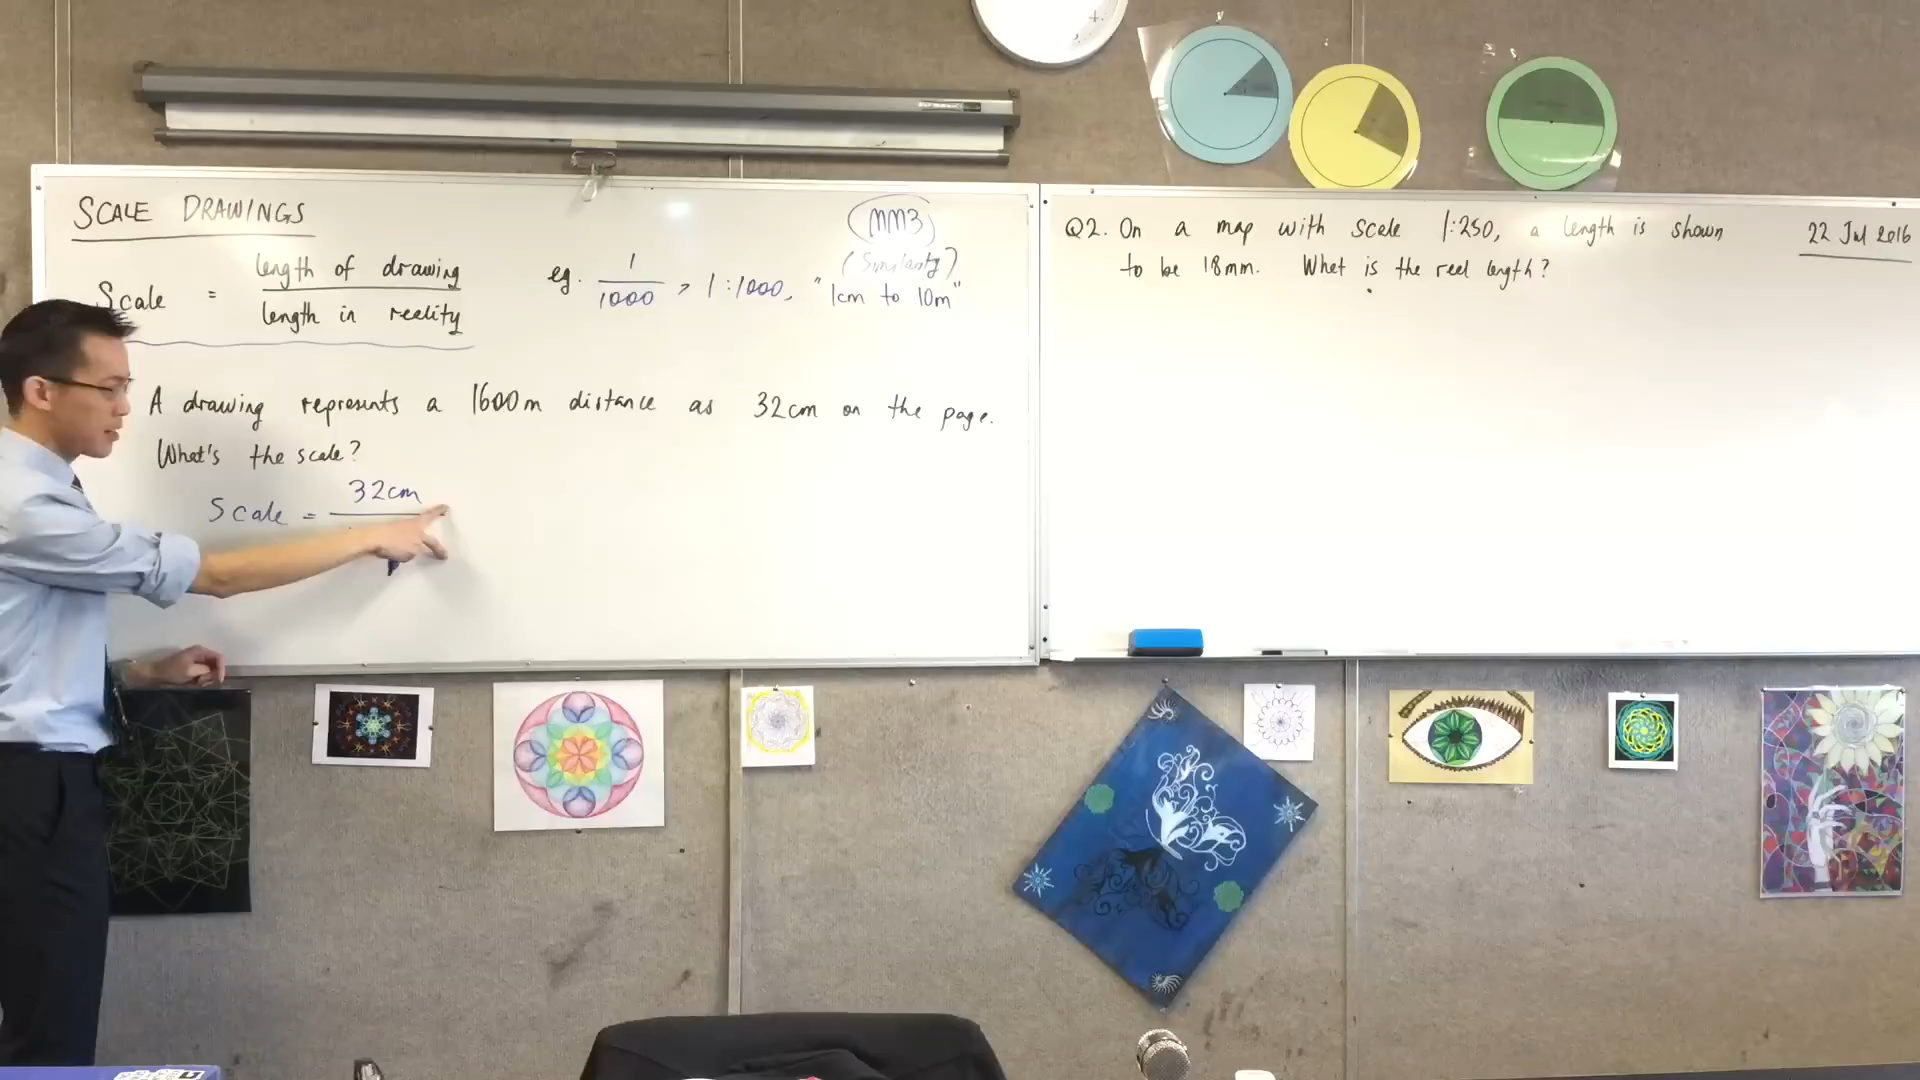 SCALE DRAWINGS
MM3
(Similarity)
Scale = length of drawing / length in reality
eg. 1/1000, 1:1000, "1cm to 10m"
A drawing represents a 1600m distance as 32cm on the page.
What's the scale?
Scale = 32cm
Q2. On a map with scale 1:250, a length is shown
to be 18mm. What is the real length?
22 Jul 2016